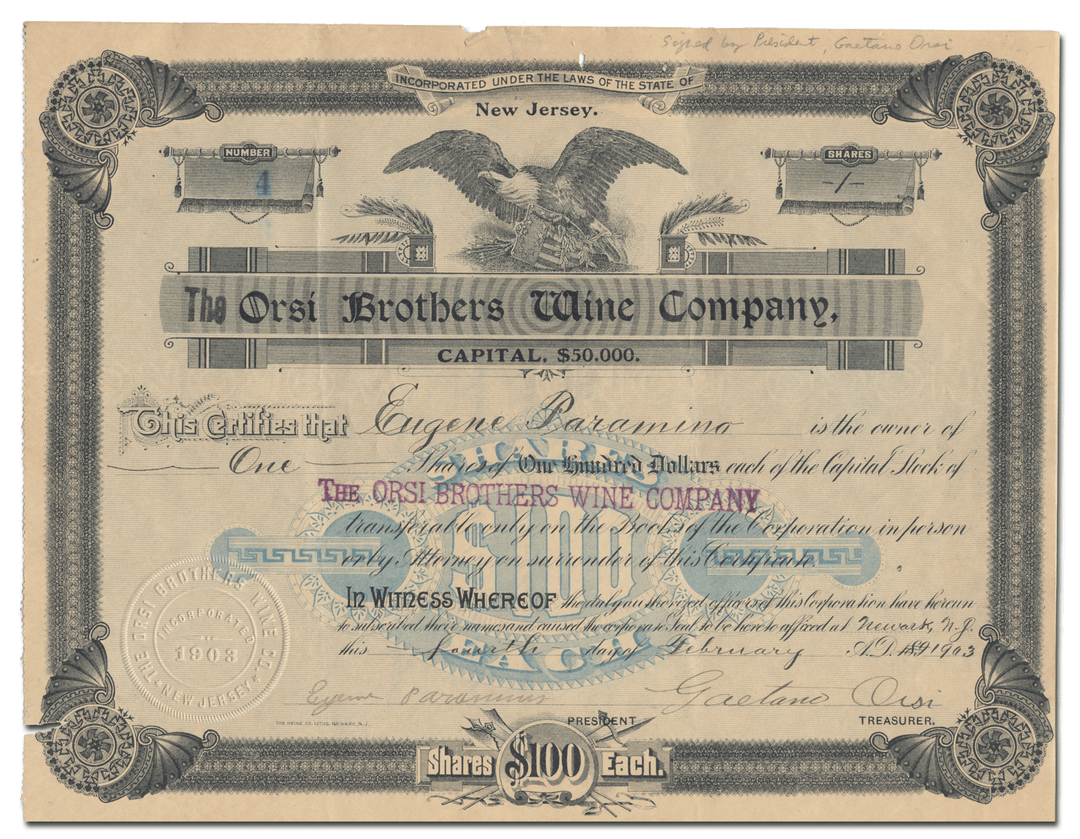 Signed by President, Gaetano Orsi
INCORPORATED UNDER THE LAWS OF THE STATE OF
New Jersey.
NUMBER
4
SHARES
-1-
The Orsi Brothers Wine Company,
CAPITAL, $50.000.
This Certifies that Eugene Paramino is the owner of
One Shares of One Hundred Dollars each of the Capital Stock of
THE ORSI BROTHERS WINE COMPANY
transferable only on the Books of the Corporation in person
or by Attorney on surrender of this Certificate.
IN WITNESS WHEREOF the duly authorized officers of this Corporation have hereunto subscribed their names and caused the corporate Seal to be hereto affixed at Newark, N.J.
this fourth day of February A.D. 189 1903
SHARES
$100
EACH
THE ORSI BROTHERS WINE CO.
INCORPORATED
1903
NEW JERSEY
Eugene Paramino
Gaetano Orsi
PRESIDENT
TREASURER.
Shares $100 Each.